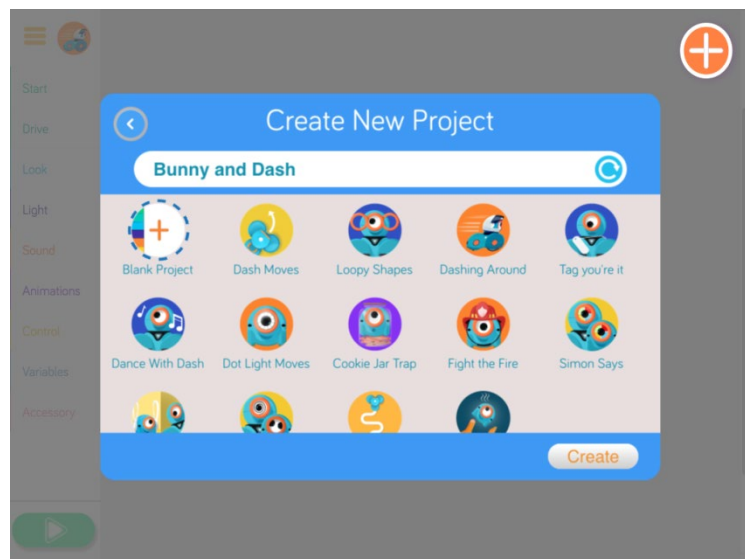 Start
Drive
Look
Light
Sound
Animations
Control
Variables
Accessory
Create New Project
Bunny and Dash
Blank Project
Dash Moves
Loopy Shapes
Dashing Around
Tag you're it
Dance With Dash
Dot Light Moves
Cookie Jar Trap
Fight the Fire
Simon Says
Create